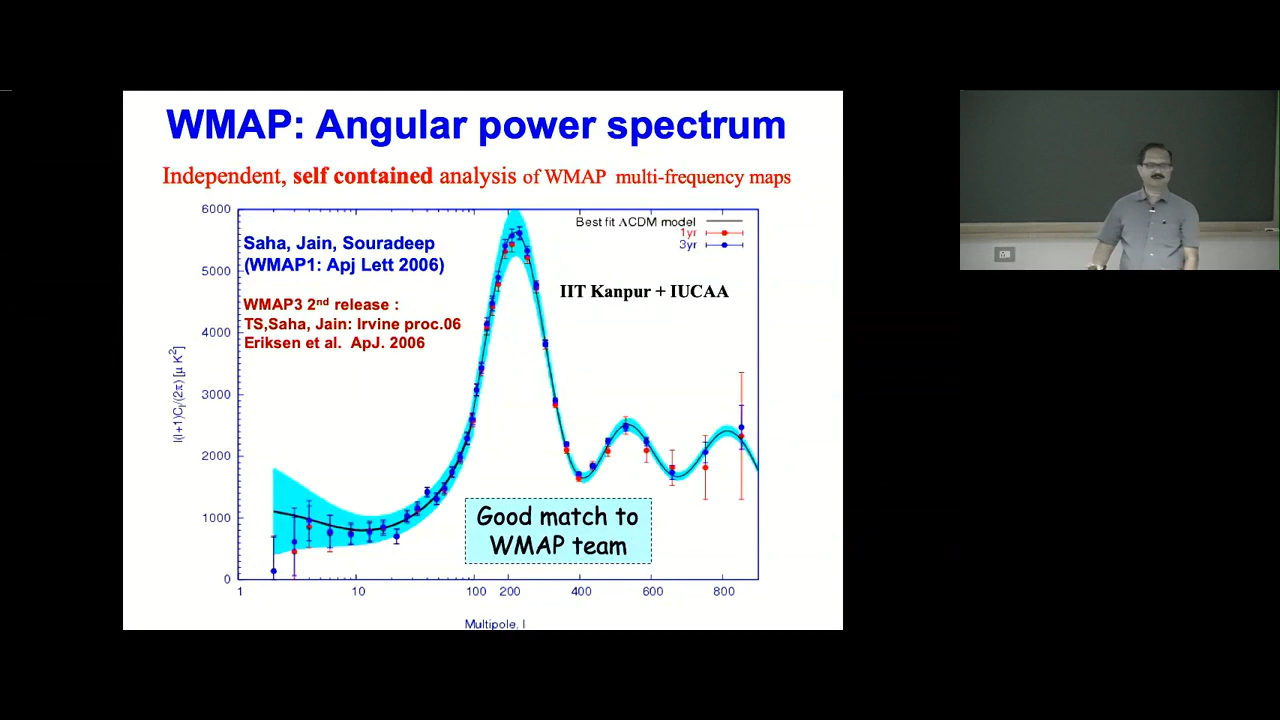 WMAP: Angular power spectrum
Independent, self contained analysis of WMAP multi-frequency maps
6000
5000
4000
3000
2000
1000
0
l(l+1)Cₗ/(2π) [μ K²]
Best fit ΛCDM model
1yr
3yr
Saha, Jain, Souradeep
(WMAP1: Apj Lett 2006)
WMAP3 2nd release :
TS,Saha, Jain: Irvine proc.06
Eriksen et al. ApJ. 2006
IIT Kanpur + IUCAA
Good match to
WMAP team
1 10 100 200 400 600 800
Multipole, l